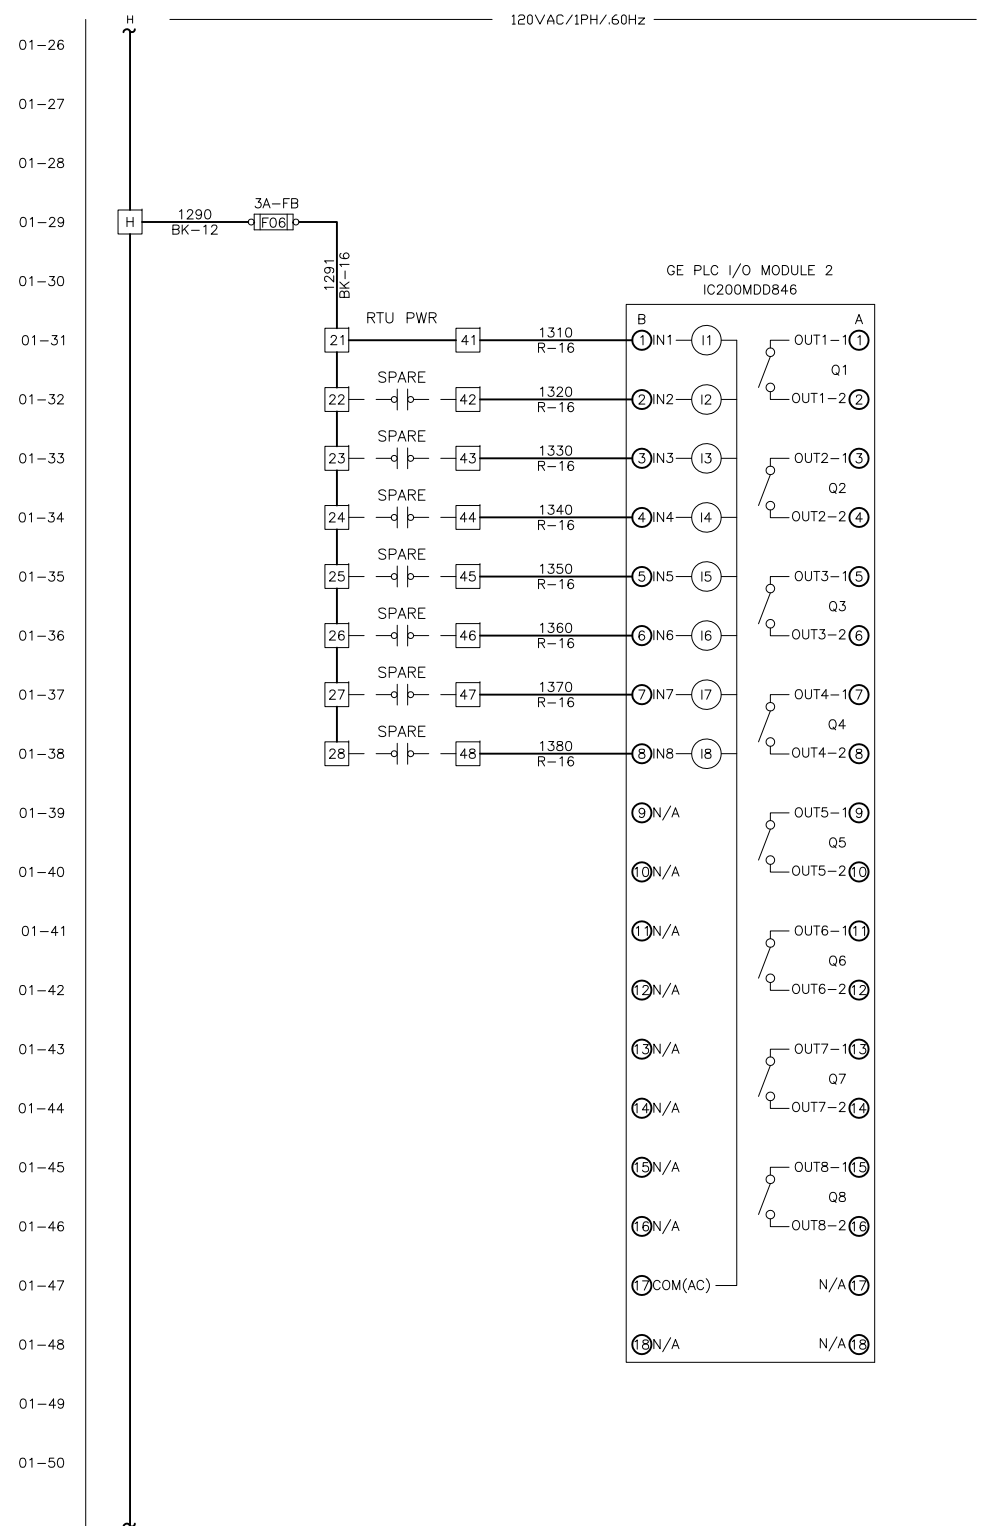 H 120VAC/1PH/.60Hz
01-26
01-27
01-28
3A-FB
01-29 H 1290 F06
BK-12
1291
BK-16
GE PLC I/O MODULE 2
01-30
IC200MDD846
RTU PWR
B A
01-31 21 41 1310 1 IN1 I1 OUT1-1 1
R-16
Q1
SPARE
01-32 22 42 1320 2 IN2 I2 OUT1-2 2
R-16
SPARE
01-33 23 43 1330 3 IN3 I3 OUT2-1 3
R-16
Q2
SPARE
01-34 24 44 1340 4 IN4 I4 OUT2-2 4
R-16
SPARE
01-35 25 45 1350 5 IN5 I5 OUT3-1 5
R-16
Q3
SPARE
01-36 26 46 1360 6 IN6 I6 OUT3-2 6
R-16
SPARE
01-37 27 47 1370 7 IN7 I7 OUT4-1 7
R-16
Q4
SPARE
01-38 28 48 1380 8 IN8 I8 OUT4-2 8
R-16
01-39 9 N/A OUT5-1 9
Q5
01-40 10 N/A OUT5-2 10
01-41 11 N/A OUT6-1 11
Q6
01-42 12 N/A OUT6-2 12
01-43 13 N/A OUT7-1 13
Q7
01-44 14 N/A OUT7-2 14
01-45 15 N/A OUT8-1 15
Q8
01-46 16 N/A OUT8-2 16
01-47 17 COM(AC) N/A 17
01-48 18 N/A N/A 18
01-49
01-50